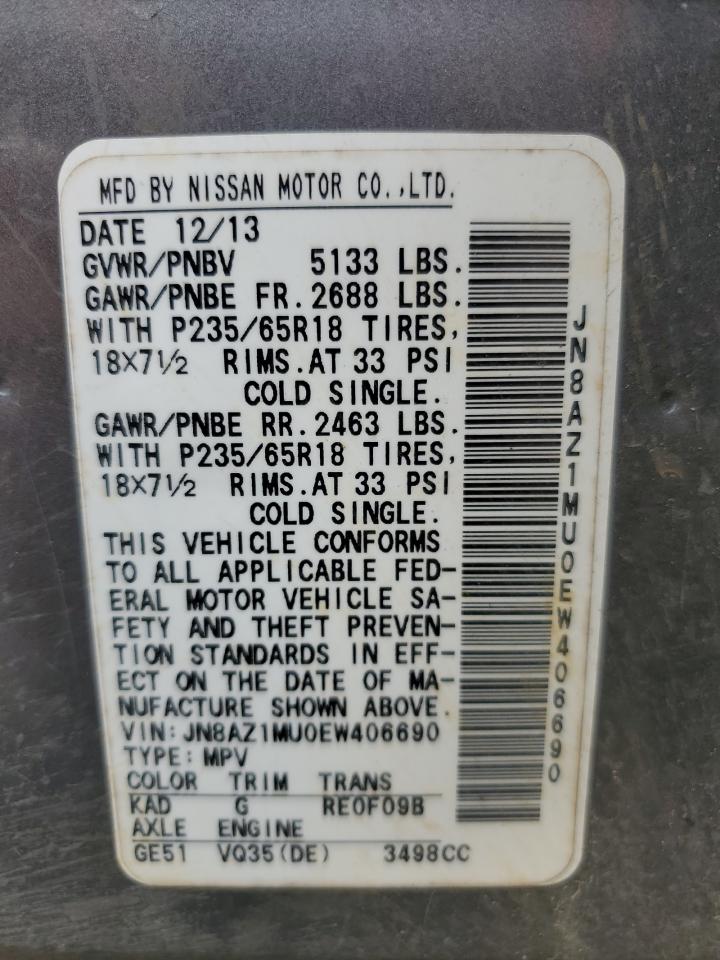 MFD BY NISSAN MOTOR CO.,LTD.
DATE 12/13
GVWR/PNBV 5133 LBS.
GAWR/PNBE FR.2688 LBS.
WITH P235/65R18 TIRES,
18X7½ RIMS.AT 33 PSI
COLD SINGLE.
GAWR/PNBE RR.2463 LBS.
WITH P235/65R18 TIRES,
18X7½ RIMS.AT 33 PSI
COLD SINGLE.
THIS VEHICLE CONFORMS
TO ALL APPLICABLE FED-
ERAL MOTOR VEHICLE SA-
FETY AND THEFT PREVEN-
TION STANDARDS IN EFF-
ECT ON THE DATE OF MA-
NUFACTURE SHOWN ABOVE.
VIN:JN8AZ1MU0EW406690
TYPE:MPV
COLOR TRIM TRANS
KAD G RE0F09B
AXLE ENGINE
GE51 VQ35(DE) 3498CC
JN8AZ1MU0EW406690